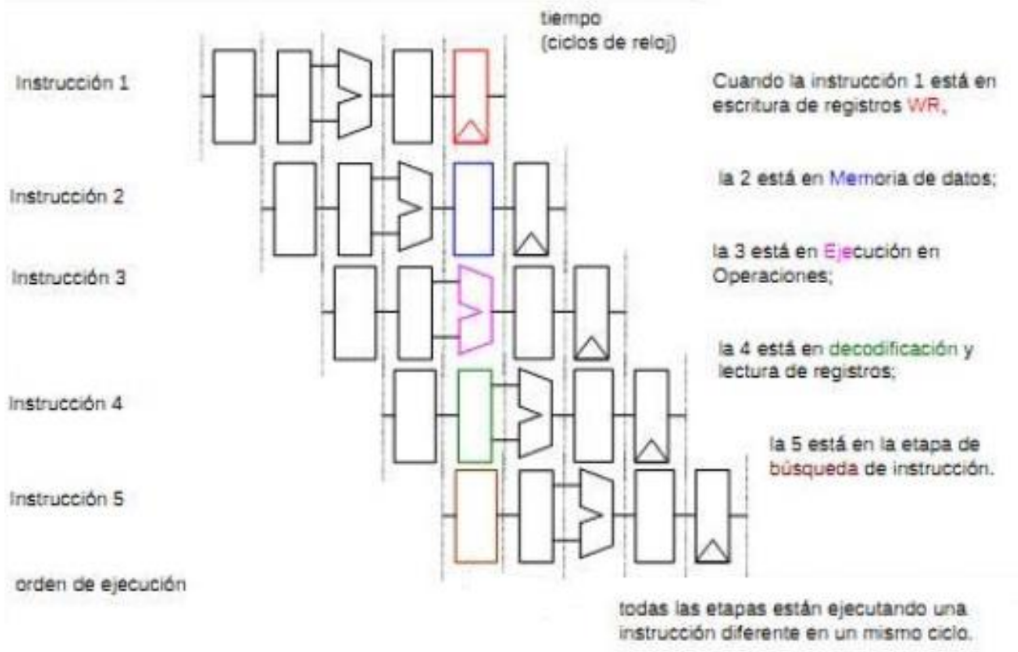 tiempo
(ciclos de reloj)
Instrucción 1
Cuando la instrucción 1 está en
escritura de registros WR,
Instrucción 2
la 2 está en Memoria de datos;
Instrucción 3
la 3 está en Ejecución en
Operaciones;
Instrucción 4
la 4 está en decodificación y
lectura de registros;
Instrucción 5
la 5 está en la etapa de
búsqueda de instrucción.
orden de ejecución
todas las etapas están ejecutando una
instrucción diferente en un mismo ciclo.